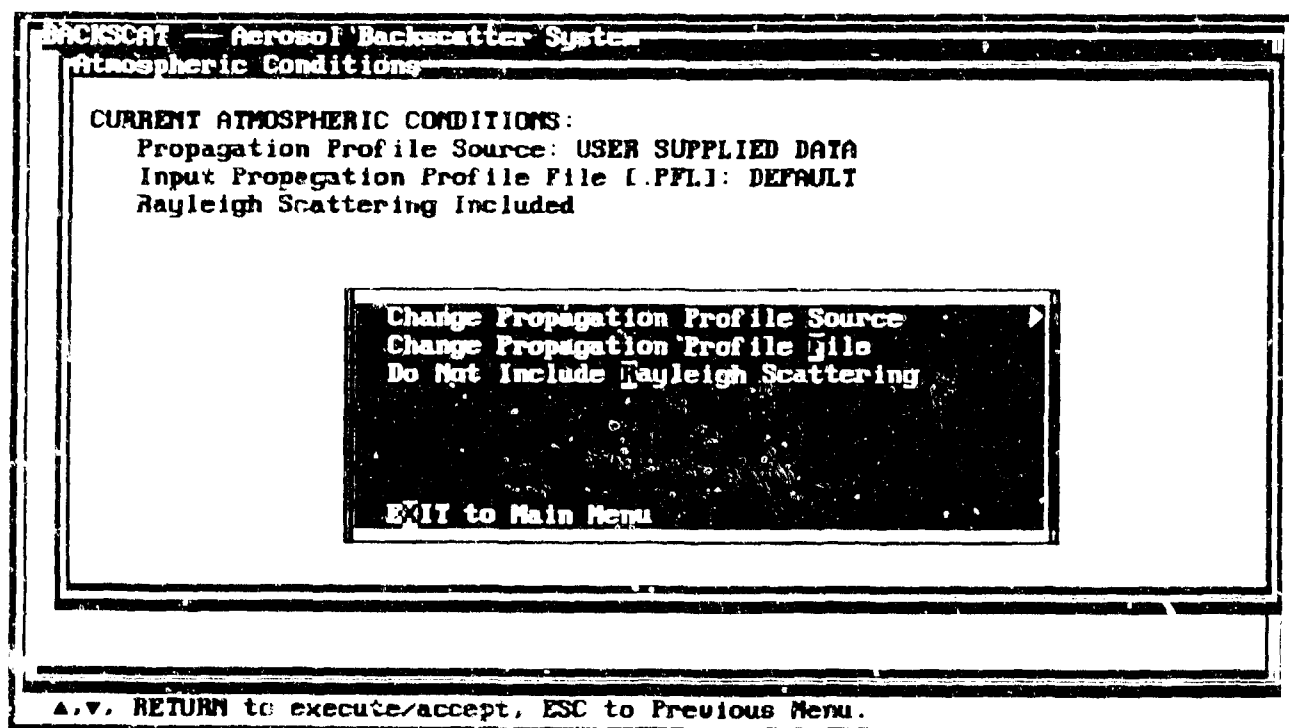 BACKSCAT — Aerosol Backscatter System
Atmospheric Conditions
CURRENT ATMOSPHERIC CONDITIONS:
Propagation Profile Source: USER SUPPLIED DATA
Input Propagation Profile File [.PFL]: DEFAULT
Rayleigh Scattering Included
Change Propagation Profile Source ▶
Change Propagation Profile File
Do Not Include Rayleigh Scattering
EXIT to Main Menu
▲,▼, RETURN to execute/accept, ESC to Previous Menu.